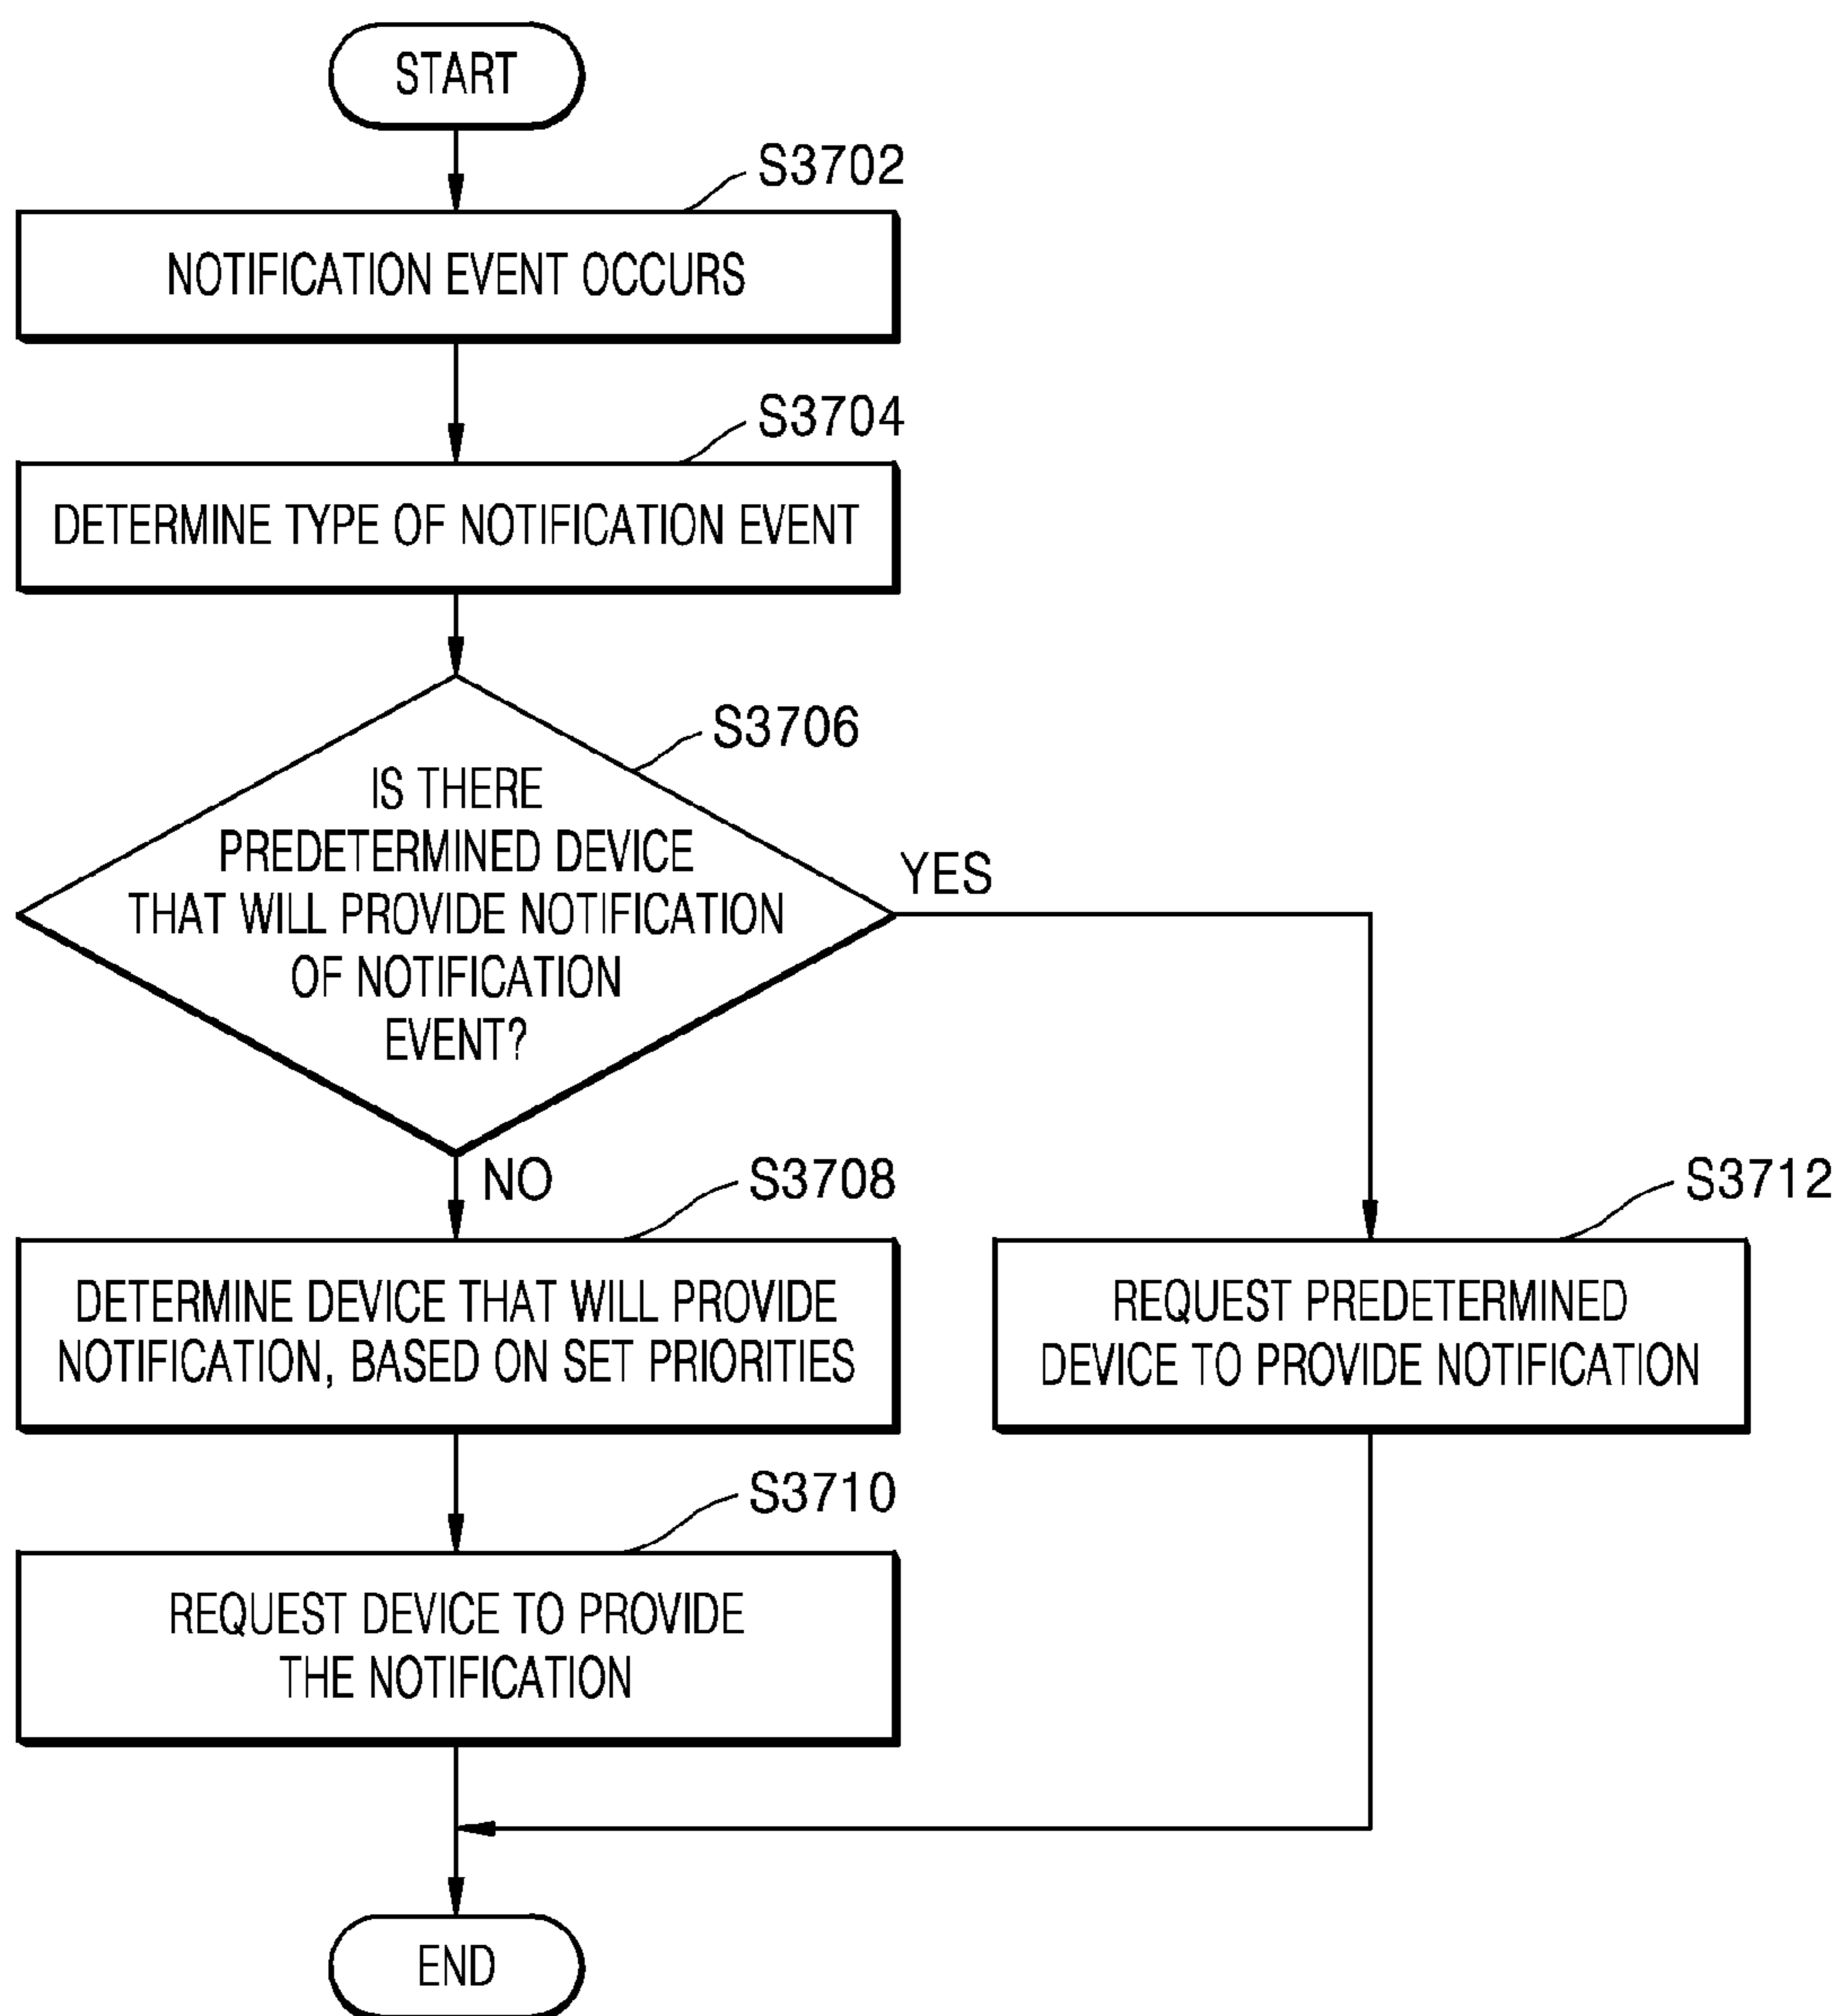 START
S3702
NOTIFICATION EVENT OCCURS
S3704
DETERMINE TYPE OF NOTIFICATION EVENT
S3706
IS THERE
PREDETERMINED DEVICE
THAT WILL PROVIDE NOTIFICATION
OF NOTIFICATION
EVENT?
YES
NO
S3708
DETERMINE DEVICE THAT WILL PROVIDE
NOTIFICATION, BASED ON SET PRIORITIES
S3712
REQUEST PREDETERMINED
DEVICE TO PROVIDE NOTIFICATION
S3710
REQUEST DEVICE TO PROVIDE
THE NOTIFICATION
END